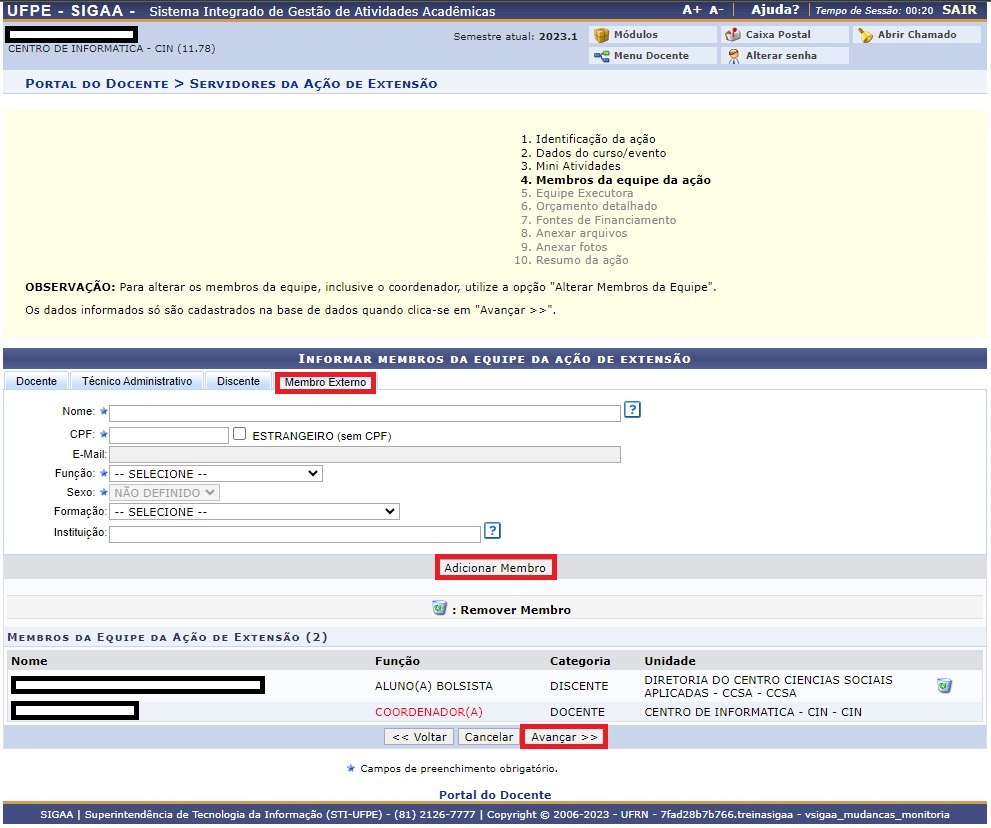 UFPE - SIGAA - Sistema Integrado de Gestão de Atividades Acadêmicas A+ A- Ajuda? Tempo de Sessão: 00:20 SAIR
CENTRO DE INFORMATICA - CIN (11.78)
Semestre atual: 2023.1
Módulos Caixa Postal Abrir Chamado
Menu Docente Alterar senha
Portal do Docente > Servidores da Ação de Extensão
1. Identificação da ação
2. Dados do curso/evento
3. Mini Atividades
4. Membros da equipe da ação
5. Equipe Executora
6. Orçamento detalhado
7. Fontes de Financiamento
8. Anexar arquivos
9. Anexar fotos
10. Resumo da ação
OBSERVAÇÃO: Para alterar os membros da equipe, inclusive o coordenador, utilize a opção "Alterar Membros da Equipe".
Os dados informados só são cadastrados na base de dados quando clica-se em "Avançar >>".
Informar membros da equipe da ação de extensão
Docente Técnico Administrativo Discente Membro Externo
Nome: ?
CPF: ESTRANGEIRO (sem CPF)
E-Mail:
Função: -- SELECIONE --
Sexo: NÃO DEFINIDO
Formação: -- SELECIONE --
Instituição: ?
Adicionar Membro
: Remover Membro
Membros da Equipe da Ação de Extensão (2)
Nome Função Categoria Unidade
ALUNO(A) BOLSISTA DISCENTE DIRETORIA DO CENTRO CIENCIAS SOCIAIS
APLICADAS - CCSA - CCSA
COORDENADOR(A) DOCENTE CENTRO DE INFORMATICA - CIN - CIN
<< Voltar Cancelar Avançar >>
Campos de preenchimento obrigatório.
Portal do Docente
SIGAA | Superintendência de Tecnologia da Informação (STI-UFPE) - (81) 2126-7777 | Copyright © 2006-2023 - UFRN - 7fad28b7b766.treinasigaa - vsigaa_mudancas_monitoria